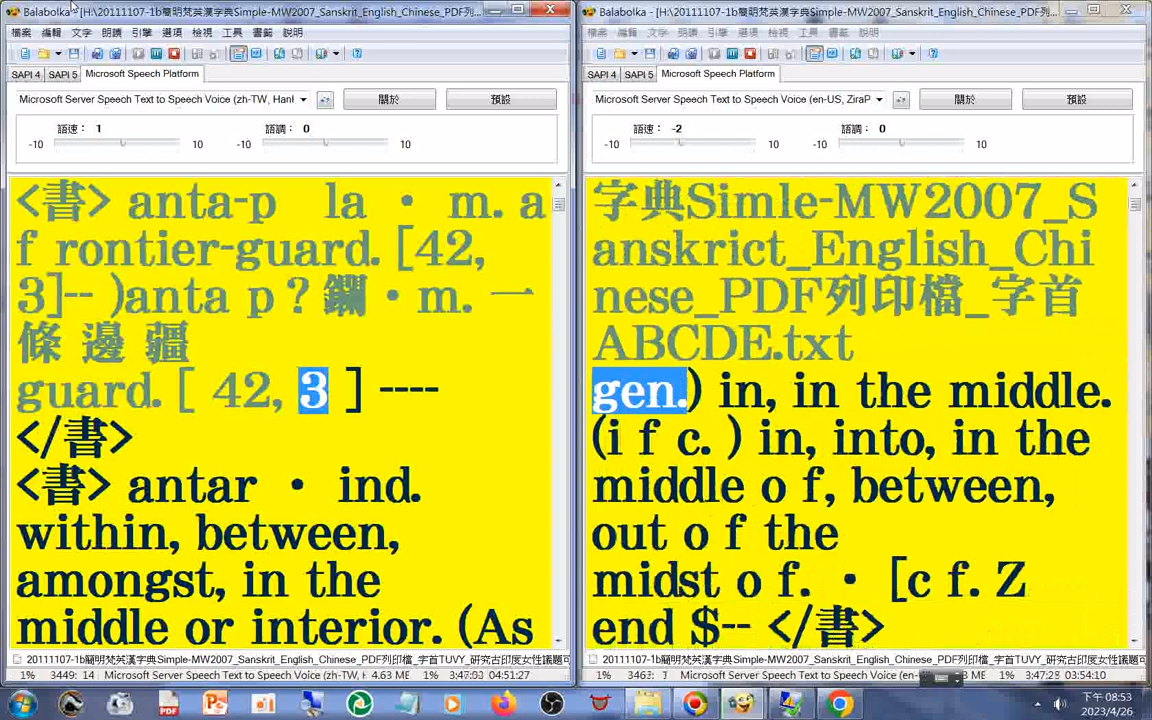 Balabolka - [H:\20111107-1b簡明梵英漢字典Simple-MW2007_Sanskrit_English_Chinese_PDF列...
檔案 編輯 文字 朗讀 引擎 選項 檢視 工具 書籤 說明
SAPI 4 SAPI 5 Microsoft Speech Platform
Microsoft Server Speech Text to Speech Voice (zh-TW, Hanl
關於 預設
語速： 1 語調： 0
-10 10 -10 10
<書> anta-p la • m. a
f rontier-guard. [42,
3]-- )anta p ? 鑭 • m. 一
條 邊 疆
guard. [ 42, 3 ] ----
</書>
<書> antar • ind.
within, between,
amongst, in the
middle or interior. (As
20111107-1b簡明梵英漢字典Simple-MW2007_Sanskrit_English_Chinese_PDF列印檔_字首TUVY_研究古印度女性議題可
1% 3449: 14 Microsoft Server Speech Text to Speech Voice (zh-TW, H 4.63 ME 1% 3:47:03 04:51:27
Balabolka - [H:\20111107-1b簡明梵英漢字典Simple-MW2007_Sanskrit_English_Chinese_PDF列...
檔案 編輯 文字 朗讀 引擎 選項 檢視 工具 書籤 說明
SAPI 4 SAPI 5 Microsoft Speech Platform
Microsoft Server Speech Text to Speech Voice (en-US, ZiraP
關於 預設
語速： -2 語調： 0
-10 10 -10 10
字典Simle-MW2007_S
anskrict_English_Chi
nese_PDF列印檔_字首
ABCDE.txt
gen.) in, in the middle.
(i f c. ) in, into, in the
middle o f, between,
out o f the
midst o f. • [c f. Z
end $-- </書>
20111107-1b簡明梵英漢字典Simple-MW2007_Sanskrit_English_Chinese_PDF列印檔_字首TUVY_研究古印度女性議題可
1% 3463: 7 Microsoft Server Speech Text to Speech Voice 1% 3:47:28 03:54:10
PDF
下午 08:53
2023/4/26